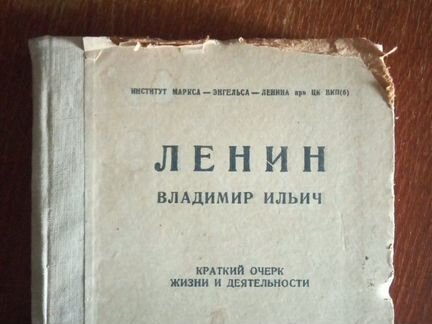 ИНСТИТУТ МАРКСА — ЭНГЕЛЬСА — ЛЕНИНА при ЦК ВКП(б)
ЛЕНИН
ВЛАДИМИР ИЛЬИЧ
КРАТКИЙ ОЧЕРК
ЖИЗНИ И ДЕЯТЕЛЬНОСТИ